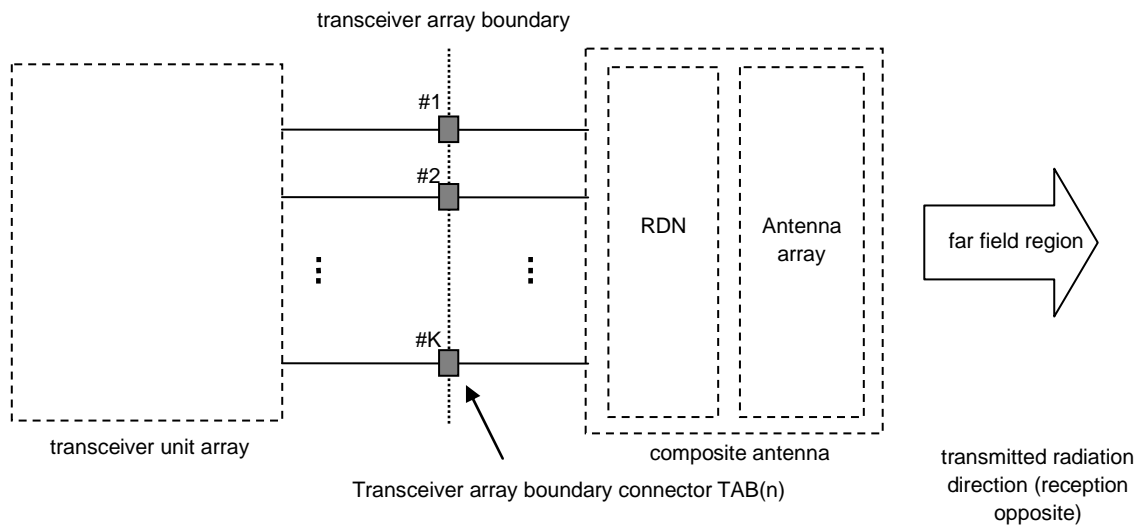 transceiver array boundary
#1
#2
RDN
Antenna
array
far field region
#K
transceiver unit array
composite antenna
Transceiver array boundary connector TAB(n)
transmitted radiation
direction (reception
opposite)